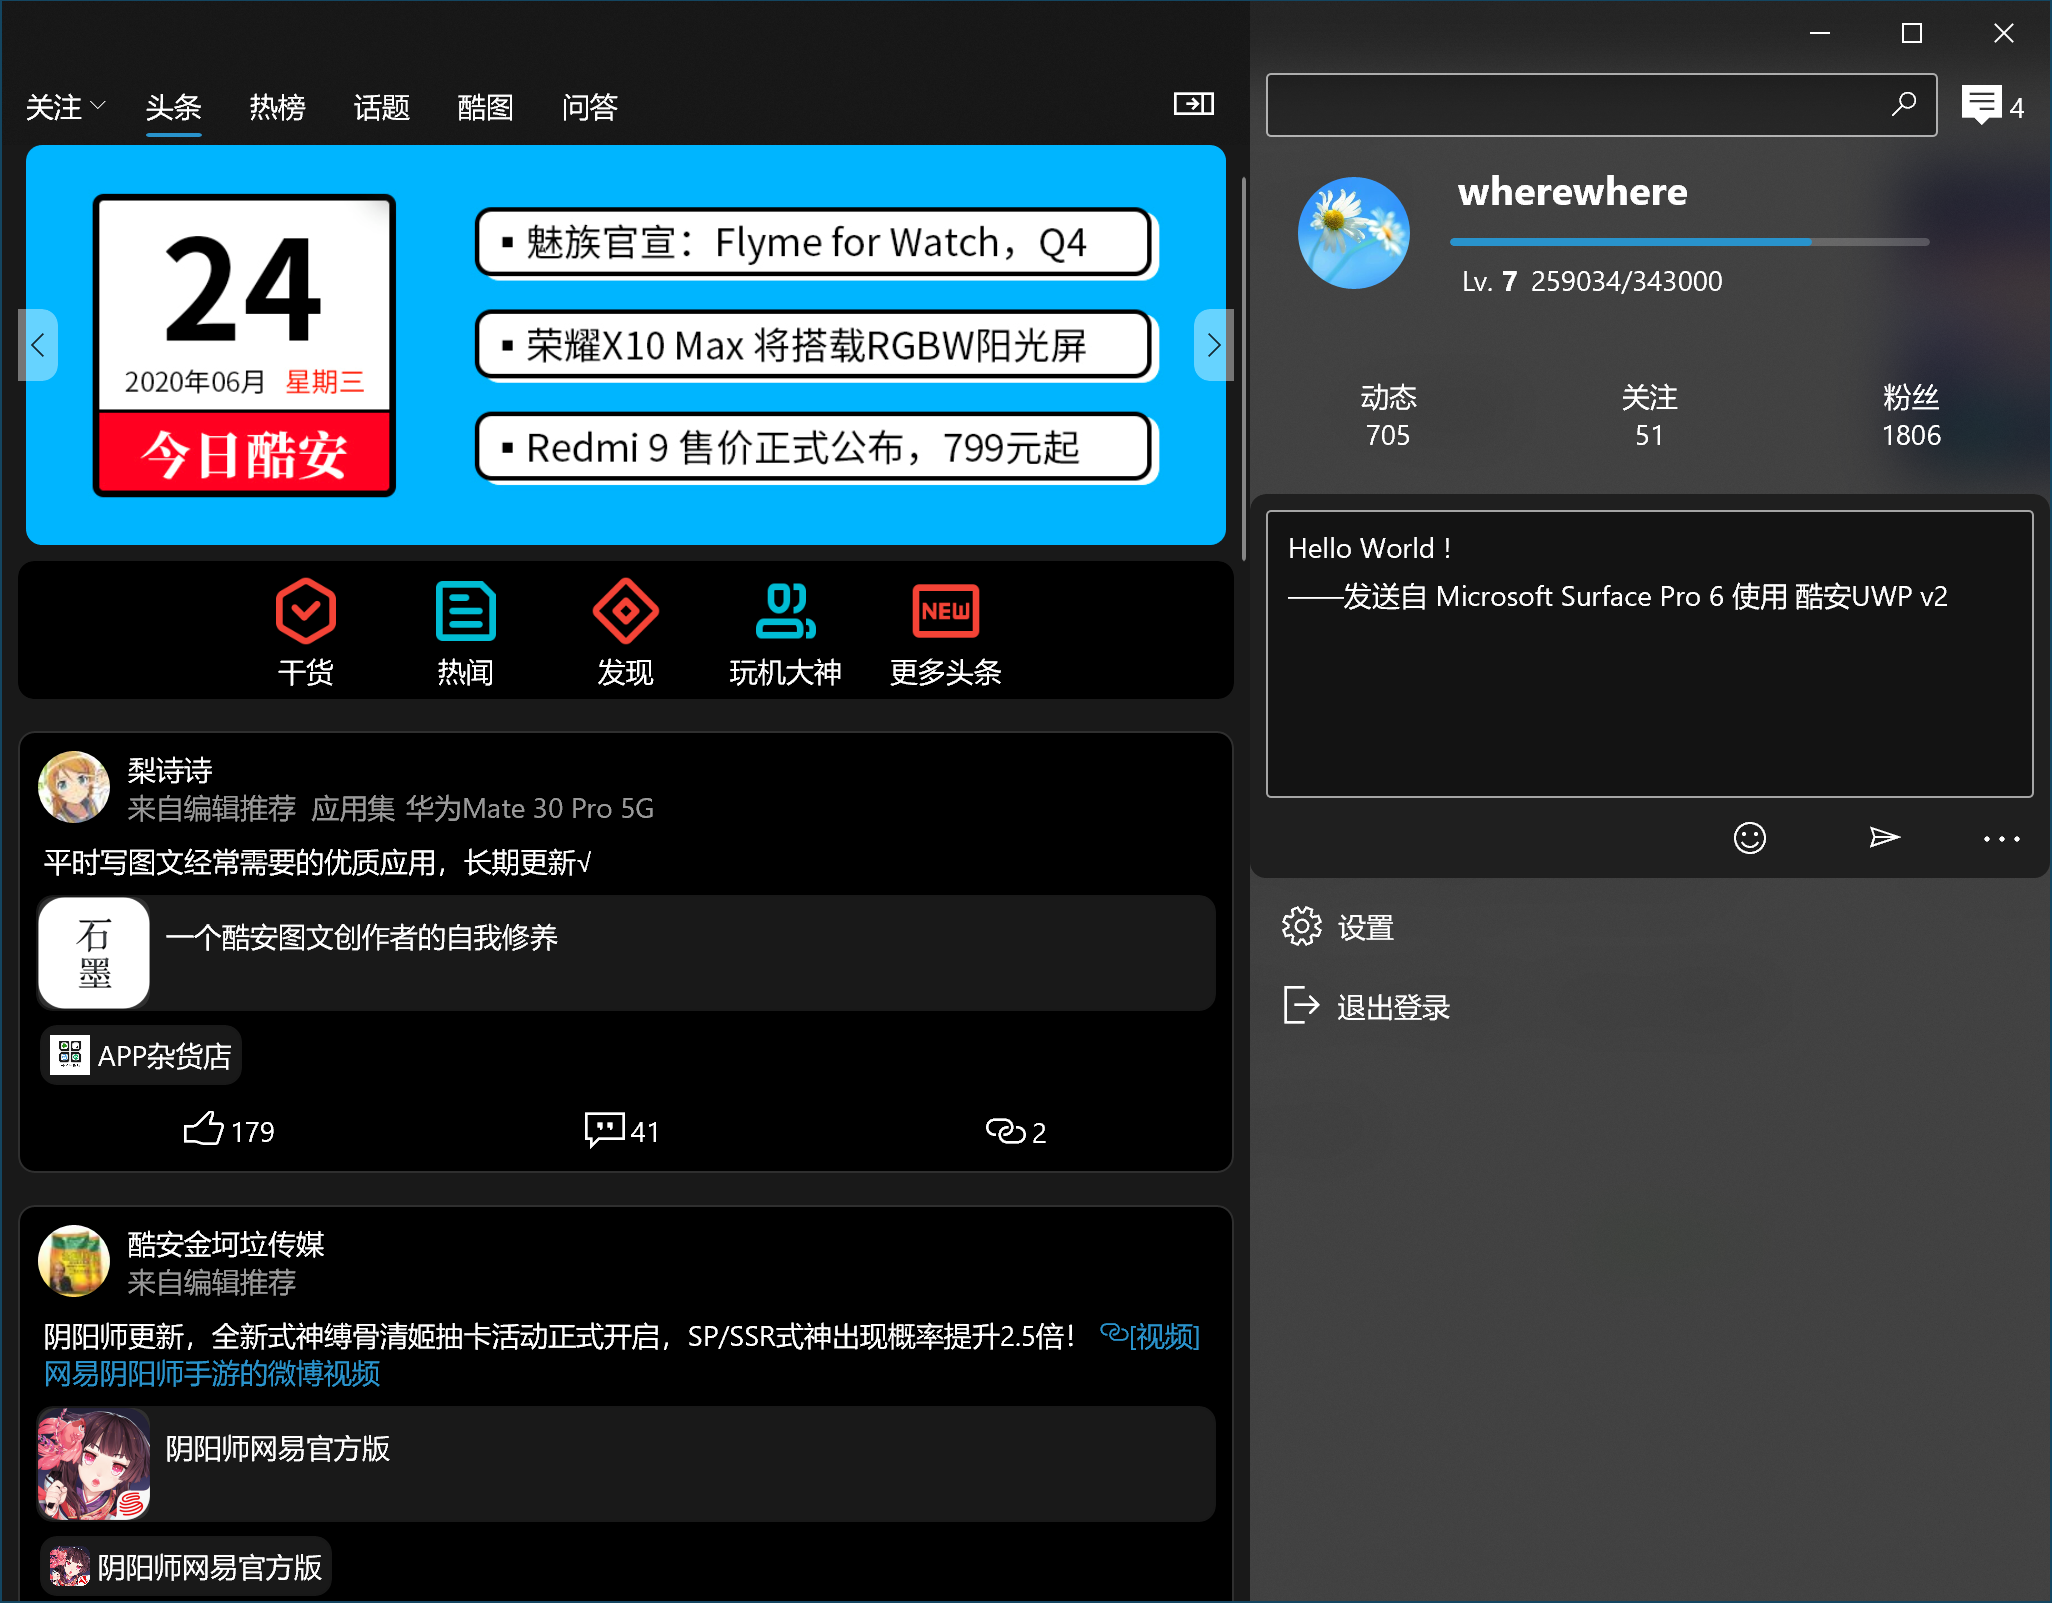 关注 头条 热榜 话题 酷图 问答
24
2020年06月 星期三
今日酷安
▪ 魅族官宣：Flyme for Watch，Q4
▪ 荣耀X10 Max 将搭载RGBW阳光屏
▪ Redmi 9 售价正式公布，799元起
干货 热闻 发现 玩机大神 更多头条
NEW
梨诗诗
来自编辑推荐 应用集 华为Mate 30 Pro 5G
平时写图文经常需要的优质应用，长期更新√
石墨
一个酷安图文创作者的自我修养
APP杂货店
179 41 2
酷安金坷垃传媒
来自编辑推荐
阴阳师更新，全新式神缚骨清姬抽卡活动正式开启，SP/SSR式神出现概率提升2.5倍！ [视频]
网易阴阳师手游的微博视频
阴阳师网易官方版
阴阳师网易官方版
4
wherewhere
Lv. 7 259034/343000
动态 关注 粉丝
705 51 1806
Hello World !
——发送自 Microsoft Surface Pro 6 使用 酷安UWP v2
设置
退出登录